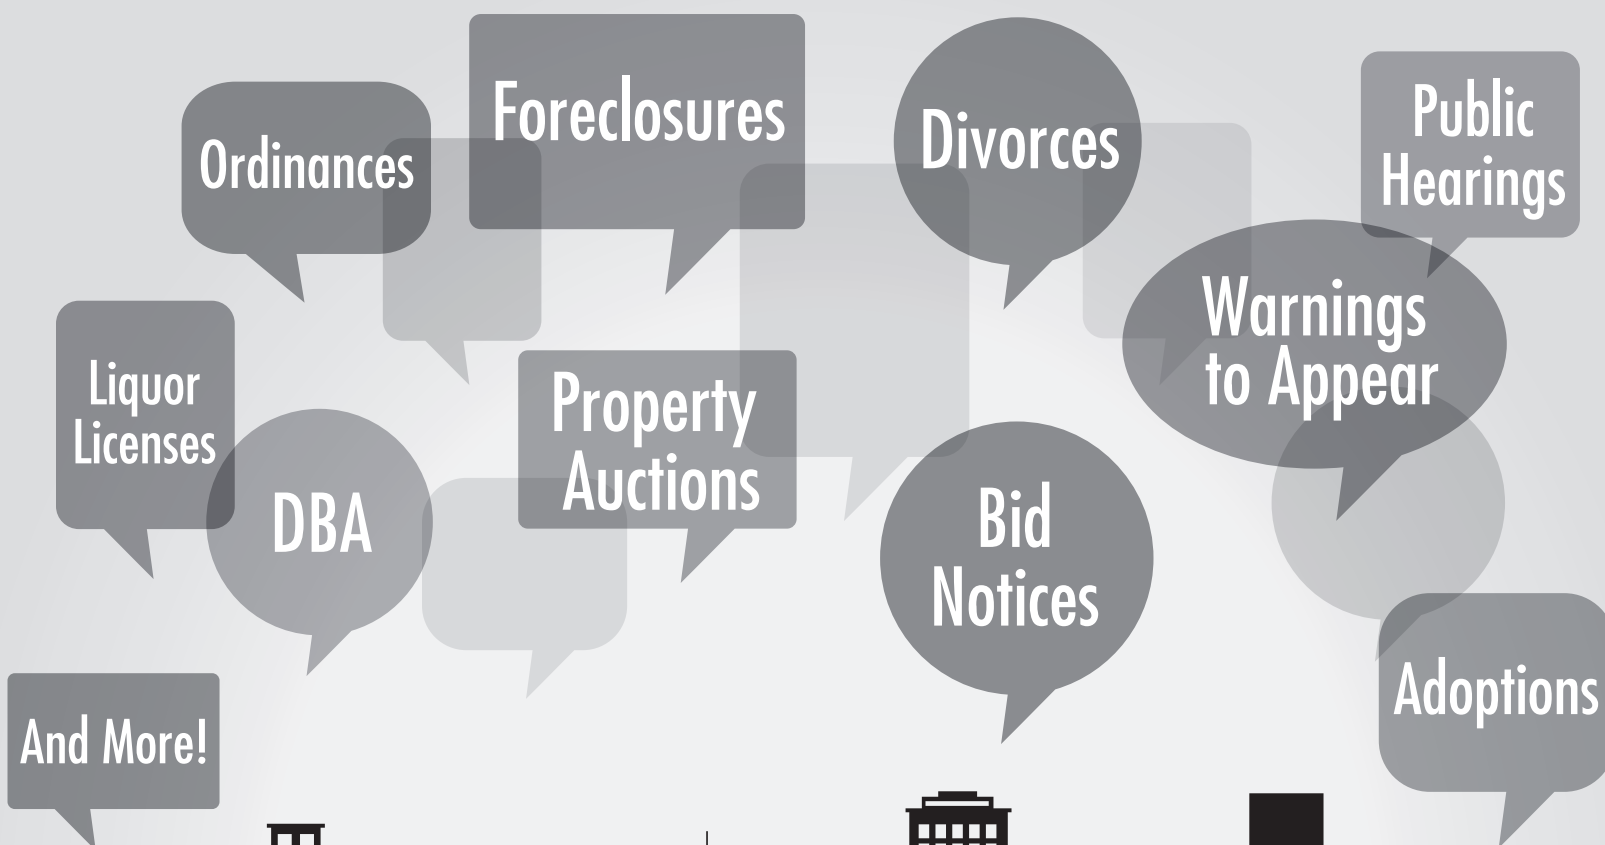 Foreclosures
Divorces
Public
Hearings
Ordinances
Warnings
to Appear
Liquor
Licenses
Property
Auctions
DBA
Bid
Notices
Adoptions
And More!